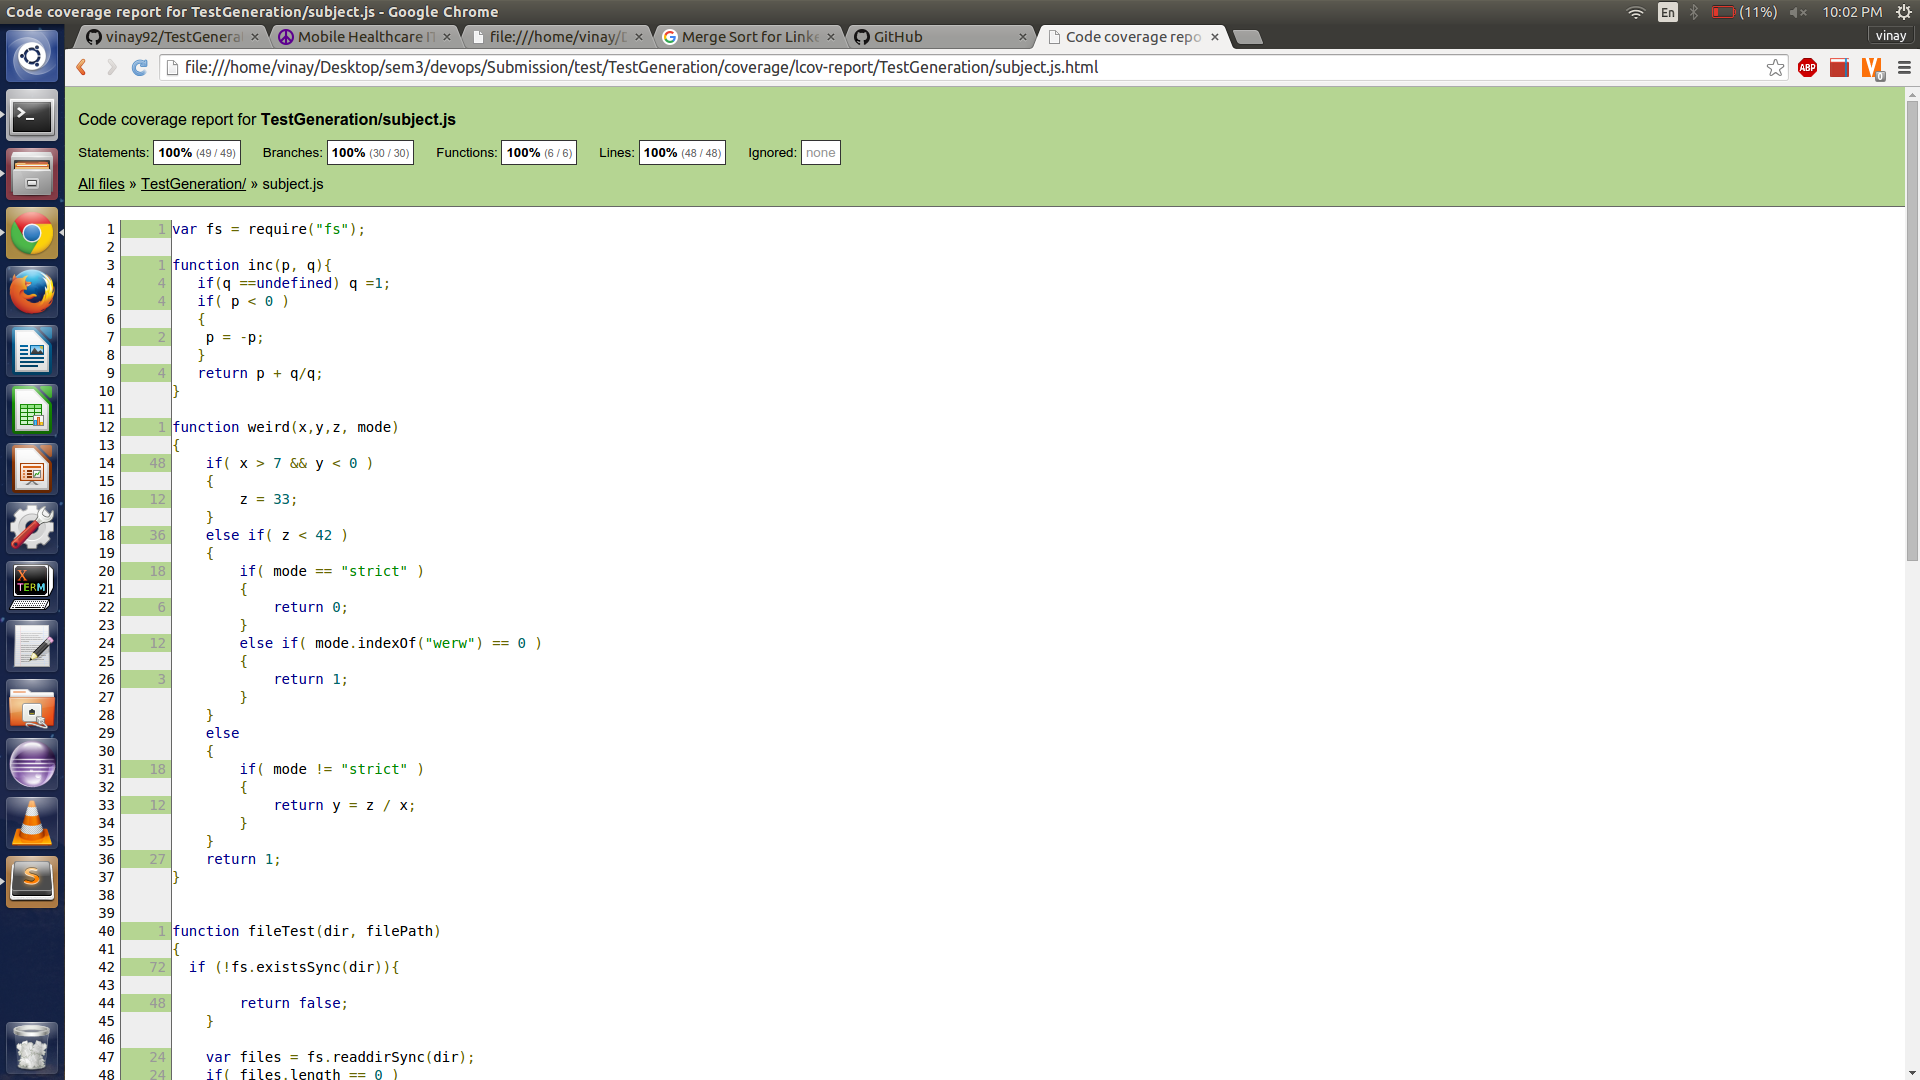 Code coverage report for TestGeneration/subject.js - Google Chrome
En (11%) 10:02 PM
vinay92/TestGenera × Mobile Healthcare IT × file:///home/vinay/D × Merge Sort for Linke × GitHub × Code coverage repo × vinay
file:///home/vinay/Desktop/sem3/devops/Submission/test/TestGeneration/coverage/lcov-report/TestGeneration/subject.js.html ABP 0
Code coverage report for TestGeneration/subject.js
Statements: 100% (49 / 49) Branches: 100% (30 / 30) Functions: 100% (6 / 6) Lines: 100% (48 / 48) Ignored: none
All files » TestGeneration/ » subject.js
1 1 var fs = require("fs");
2
3 1 function inc(p, q){
4 4 if(q ==undefined) q =1;
5 4 if( p < 0 )
6 {
7 2 p = -p;
8 }
9 4 return p + q/q;
10 }
11
12 1 function weird(x,y,z, mode)
13 {
14 48 if( x > 7 && y < 0 )
15 {
16 12 z = 33;
17 }
18 36 else if( z < 42 )
19 {
20 18 if( mode == "strict" )
21 {
22 6 return 0;
23 }
24 12 else if( mode.indexOf("werw") == 0 )
25 {
26 3 return 1;
27 }
28 }
29 else
30 {
31 18 if( mode != "strict" )
32 {
33 12 return y = z / x;
34 }
35 }
36 27 return 1;
37 }
38
39
40 1 function fileTest(dir, filePath)
41 {
42 72 if (!fs.existsSync(dir)){
43
44 48 return false;
45 }
46
47 24 var files = fs.readdirSync(dir);
48 24 if( files.length == 0 )
X
TERM
S